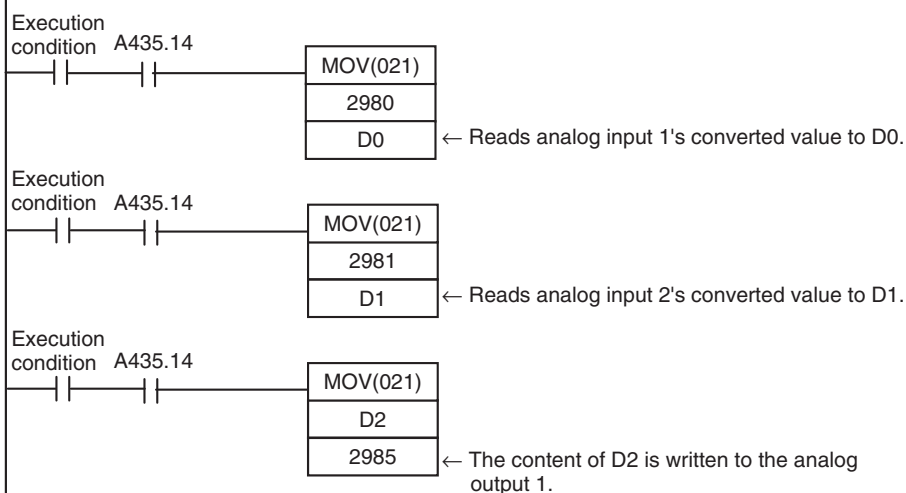 Execution
condition A435.14
MOV(021)
2980
D0 ← Reads analog input 1's converted value to D0.
Execution
condition A435.14
MOV(021)
2981
D1 ← Reads analog input 2's converted value to D1.
Execution
condition A435.14
MOV(021)
D2
2985 ← The content of D2 is written to the analog
output 1.